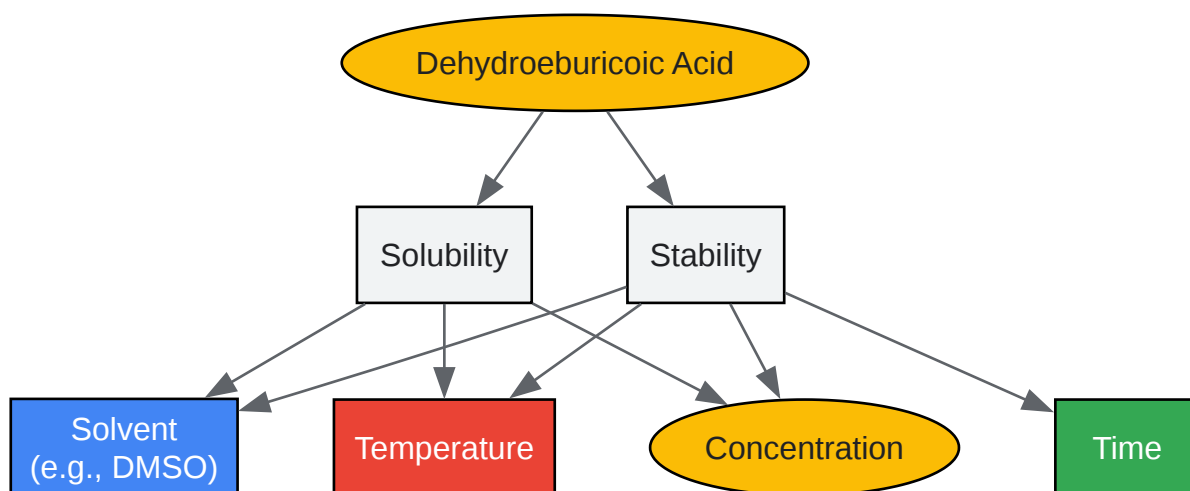 Dehydroeburicoic Acid
Solubility
Stability
Solvent
(e.g., DMSO)
Temperature
Concentration
Time